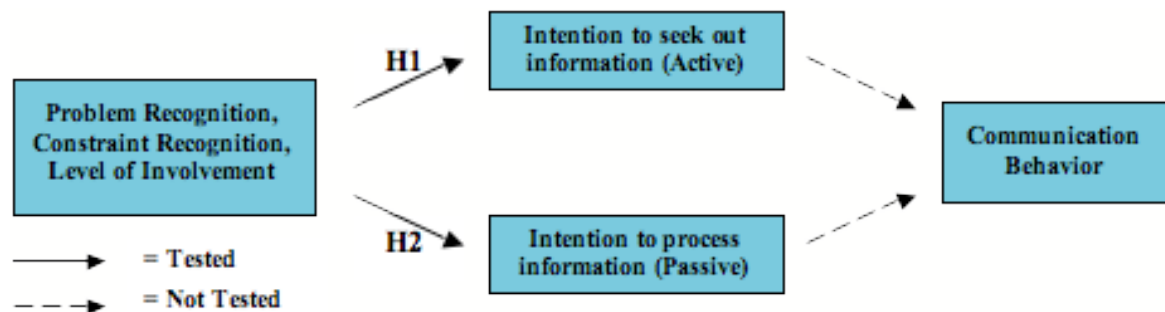 Problem Recognition,
Constraint Recognition,
Level of Involvement
H1
H2
Intention to seek out
information (Active)
Intention to process
information (Passive)
Communication
Behavior
= Tested
= Not Tested